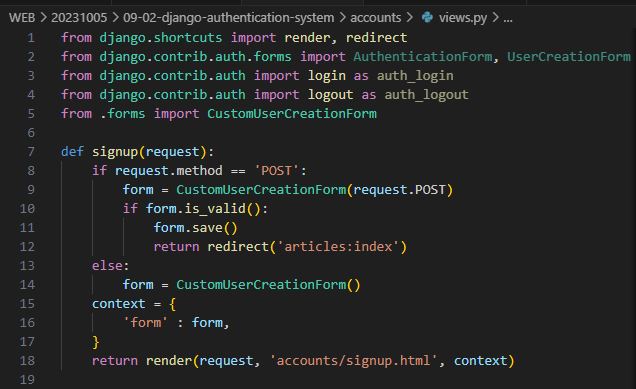 WEB > 20231005 > 09-02-django-authentication-system > accounts > views.py > ...
1 from django.shortcuts import render, redirect
2 from django.contrib.auth.forms import AuthenticationForm, UserCreationForm
3 from django.contrib.auth import login as auth_login
4 from django.contrib.auth import logout as auth_logout
5 from .forms import CustomUserCreationForm
6
7 def signup(request):
8     if request.method == 'POST':
9         form = CustomUserCreationForm(request.POST)
10         if form.is_valid():
11             form.save()
12             return redirect('articles:index')
13     else:
14         form = CustomUserCreationForm()
15     context = {
16         'form' : form,
17     }
18     return render(request, 'accounts/signup.html', context)
19